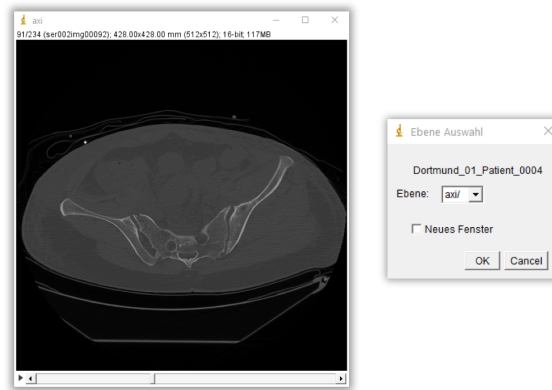 axi
91/234 (ser002img00092); 428.00x428.00 mm (512x512); 16-bit; 117MB
Ebene Auswahl
Dortmund_01_Patient_0004
Ebene: axi/
Neues Fenster
OK Cancel